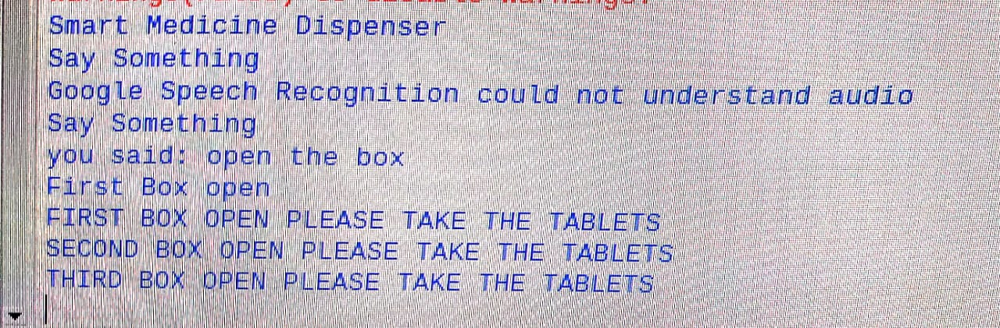 Smart Medicine Dispenser
Say Something
Google Speech Recognition could not understand audio
Say Something
you said: open the box
First Box open
FIRST BOX OPEN PLEASE TAKE THE TABLETS
SECOND BOX OPEN PLEASE TAKE THE TABLETS
THIRD BOX OPEN PLEASE TAKE THE TABLETS